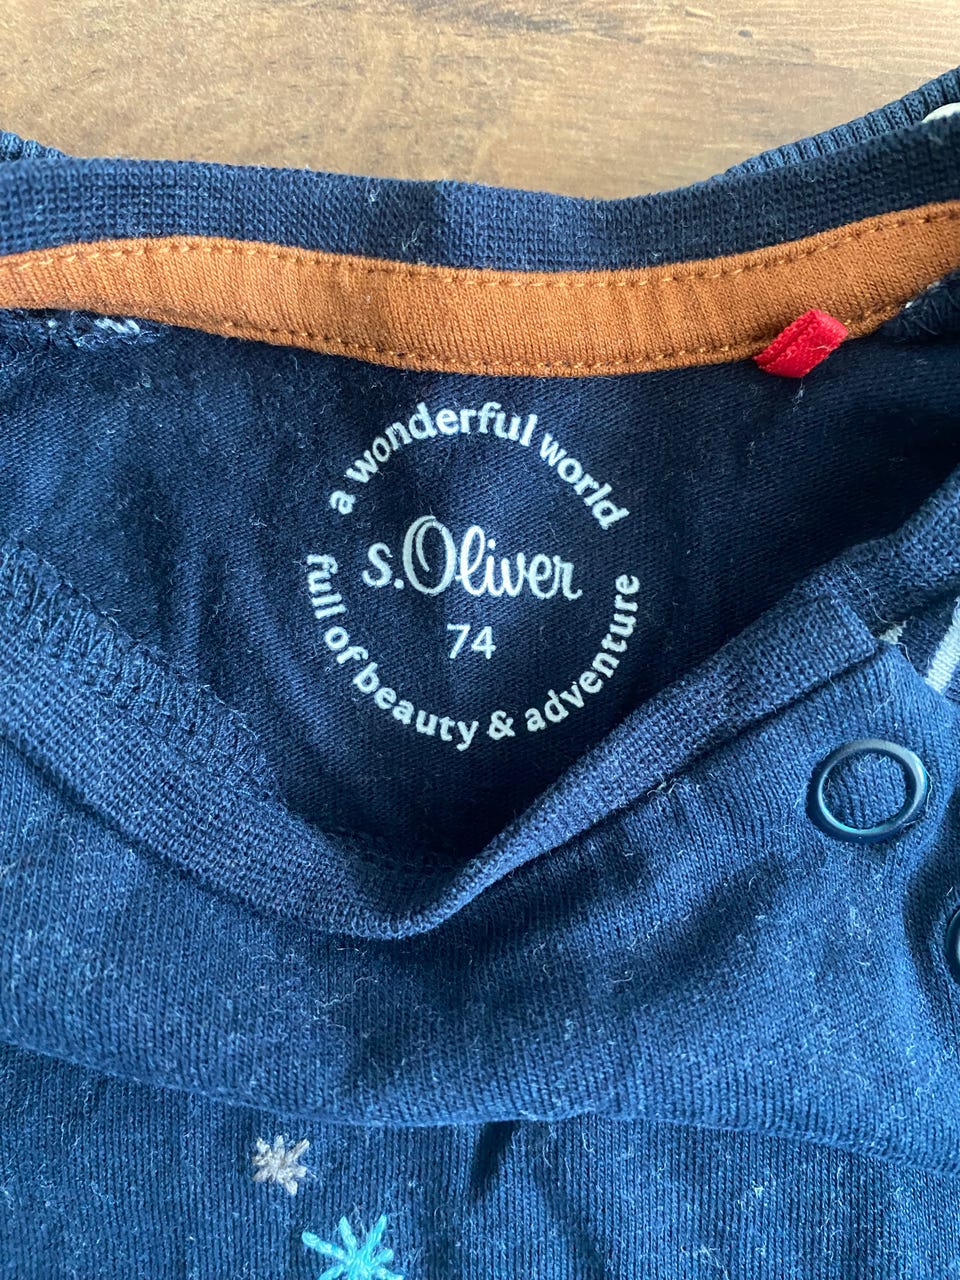 a wonderful world
s.Oliver
74
full of beauty & adventure